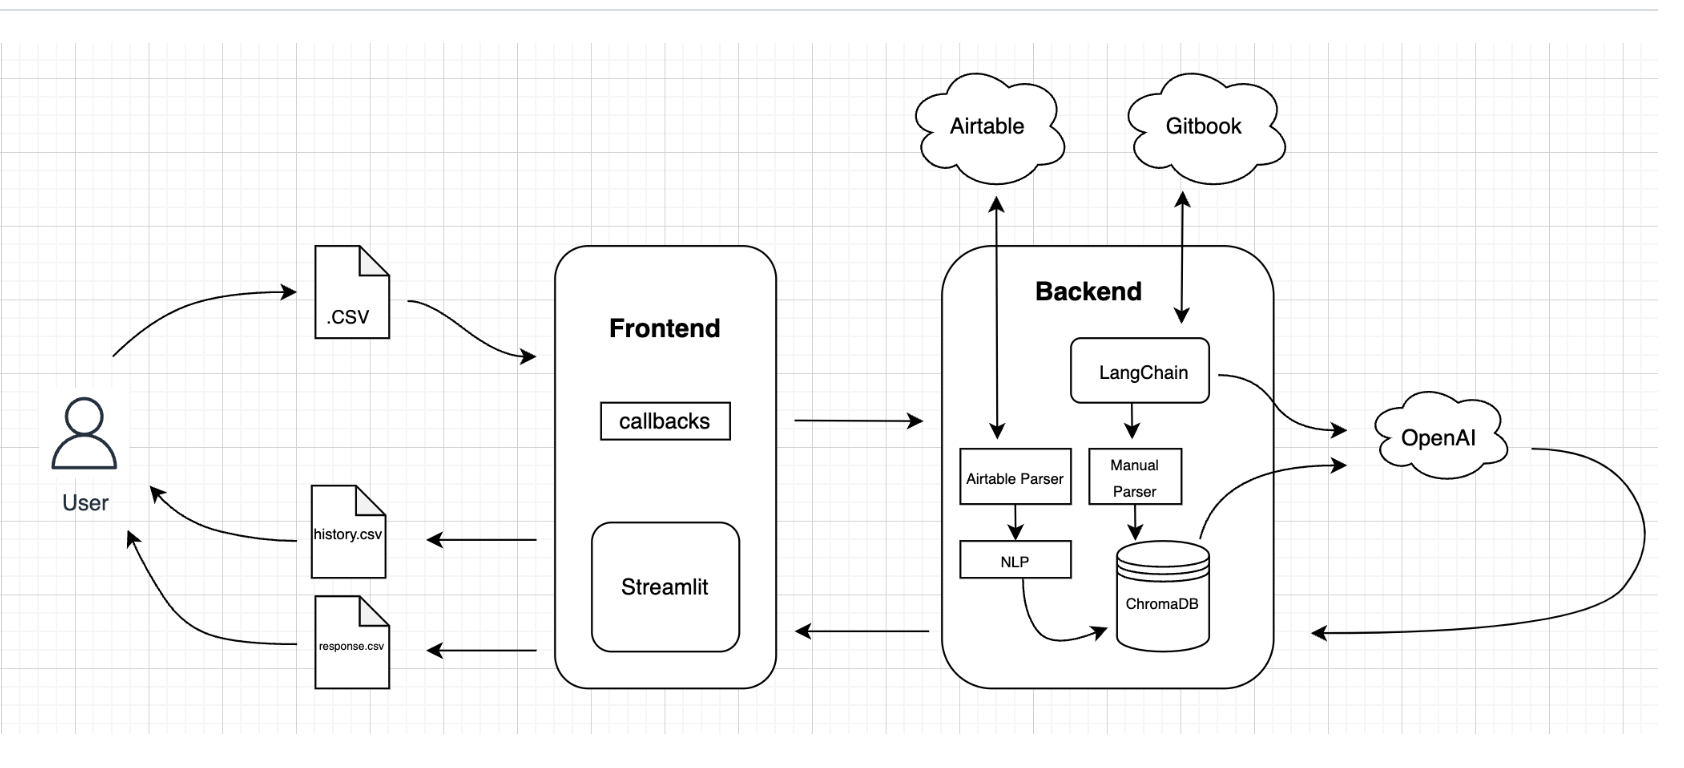 Airtable
Gitbook
.CSV
Frontend
callbacks
Streamlit
User
history.csv
response.csv
Backend
LangChain
Airtable Parser
Manual
Parser
NLP
ChromaDB
OpenAI